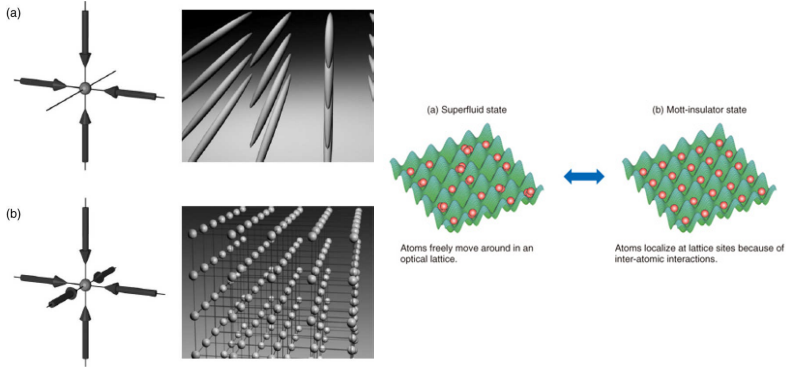 (a)
(b)
(a) Superfluid state
Atoms freely move around in an
optical lattice.
(b) Mott-insulator state
Atoms localize at lattice sites because of
inter-atomic interactions.